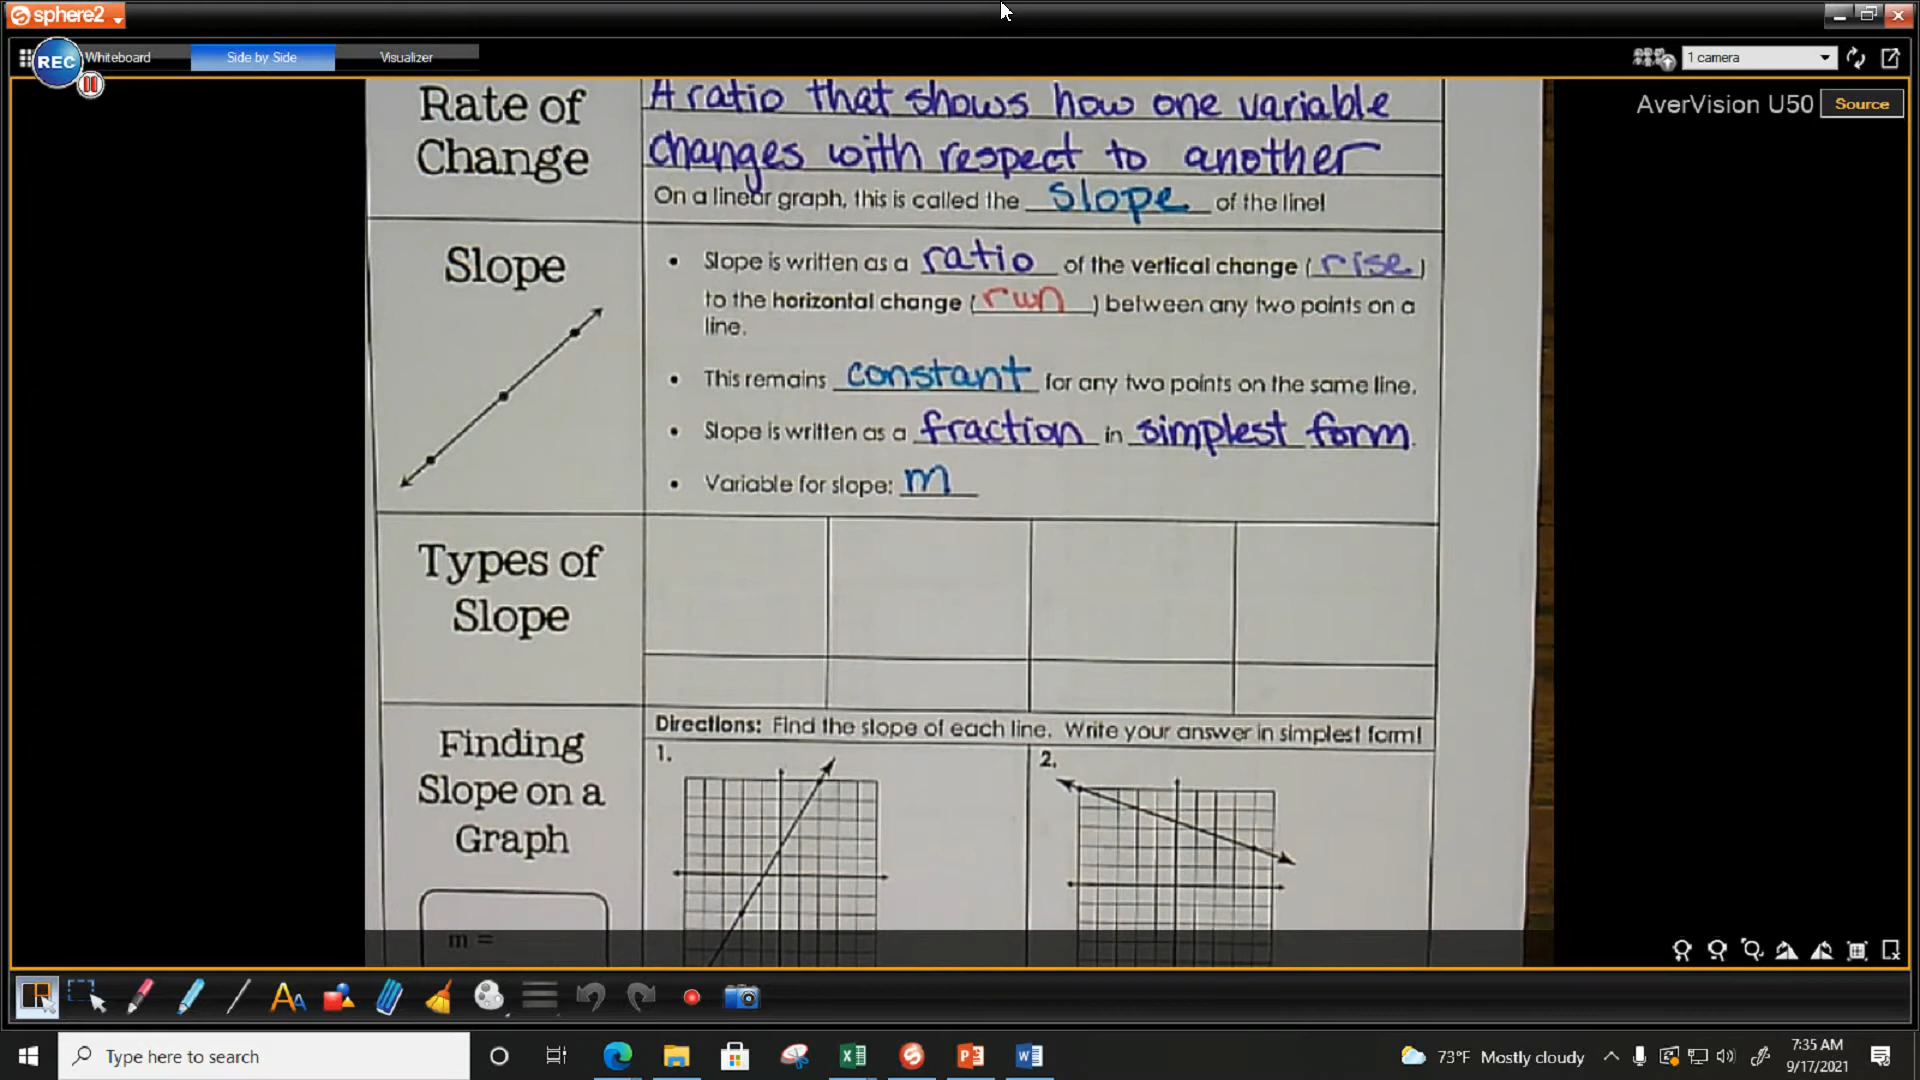 sphere2
REC
Whiteboard
Side by Side
Visualizer
1 camera
AverVision U50
Source
Rate of
Change
A ratio that shows how one variable
changes with respect to another
On a linear graph, this is called the slope of the line!
Slope
• Slope is written as a ratio of the vertical change (rise)
to the horizontal change (run) between any two points on a
line.
• This remains constant for any two points on the same line.
• Slope is written as a fraction in simplest form.
• Variable for slope: m
Types of
Slope
Finding
Slope on a
Graph
m =
Directions: Find the slope of each line. Write your answer in simplest form!
1.
2.
Type here to search
73°F Mostly cloudy
7:35 AM
9/17/2021